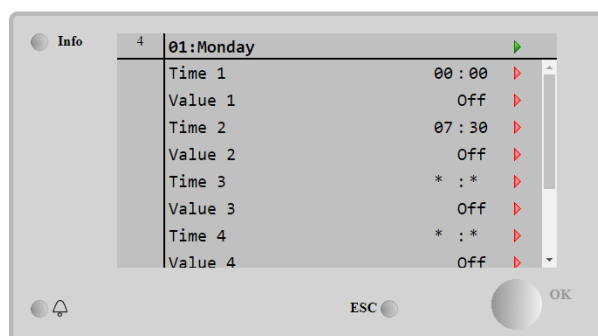 Info
4 01:Monday
Time 1 00:00
Value 1 Off
Time 2 07:30
Value 2 Off
Time 3 * :*
Value 3 Off
Time 4 * :*
Value 4 Off
ESC
OK